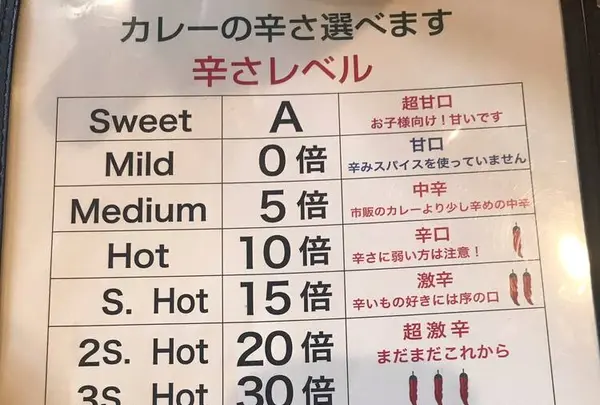 カレーの辛さ選べます
辛さレベル
Sweet A 超甘口
お子様向け！甘いです
Mild 0倍 甘口
辛みスパイスを使っていません
Medium 5倍 中辛
市販のカレーより少し辛めの中辛
Hot 10倍 辛口
辛さに弱い方は注意！
S. Hot 15倍 激辛
辛いもの好きには序の口
2S. Hot 20倍 超激辛
まだまだこれから
3S. Hot 30倍